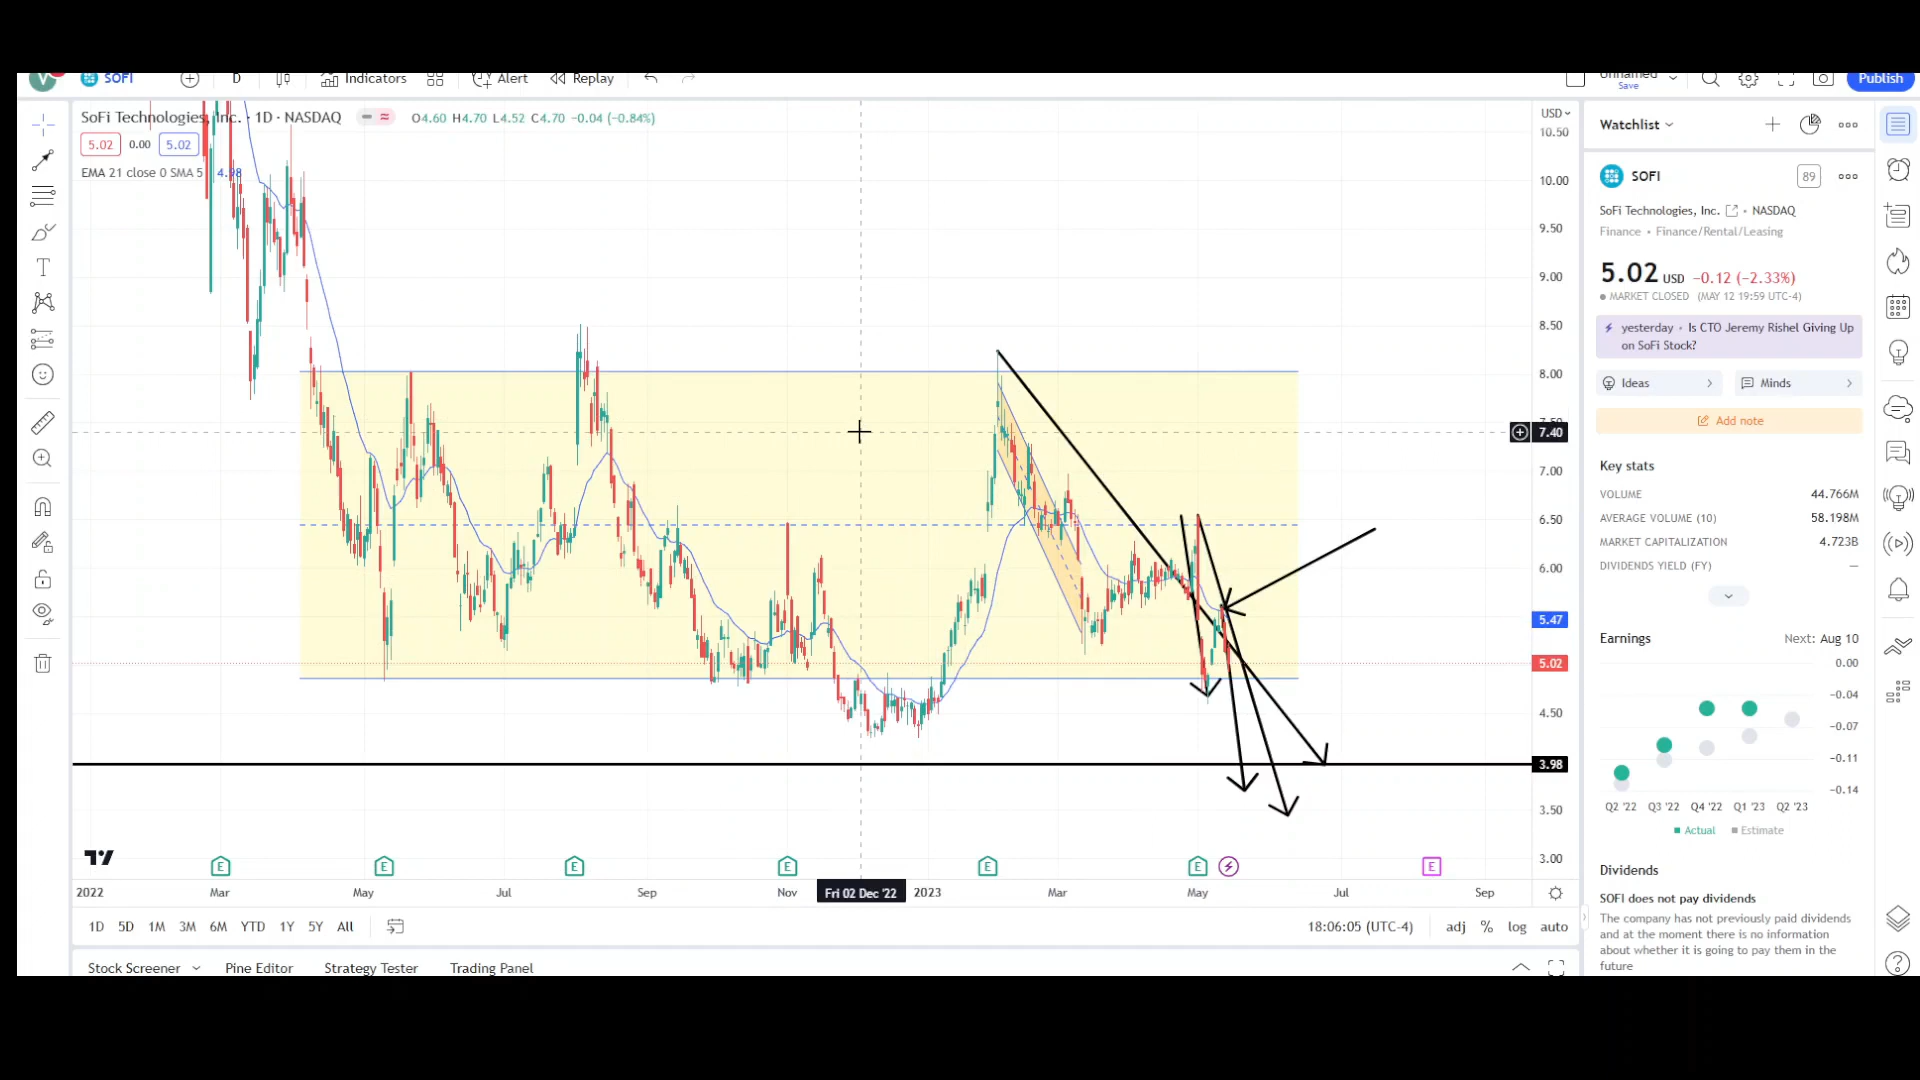 SOFI D Indicators Alert Replay Unnamed Save Publish
SoFi Technologies, Inc. · 1D · NASDAQ O4.60 H4.70 L4.52 C4.70 −0.04 (−0.84%)
5.02 0.00 5.02
EMA 21 close 0 SMA 5 4.98
USD
10.50
10.00
9.50
9.00
8.50
8.00
7.50
7.40
7.00
6.50
6.00
5.47
5.02
4.50
3.98
3.50
3.00
E E E E E E E
2022 Mar May Jul Sep Nov Fri 02 Dec '22 2023 Mar May Jul Sep
1D 5D 1M 3M 6M YTD 1Y 5Y All 18:06:05 (UTC-4) adj % log auto
Stock Screener Pine Editor Strategy Tester Trading Panel
Watchlist
SOFI 89
SoFi Technologies, Inc. • NASDAQ
Finance • Finance/Rental/Leasing
5.02 USD −0.12 (−2.33%)
MARKET CLOSED (MAY 12 19:59 UTC-4)
yesterday • Is CTO Jeremy Rishel Giving Up
on SoFi Stock?
Ideas Minds
Add note
Key stats
VOLUME 44.766M
AVERAGE VOLUME (10) 58.198M
MARKET CAPITALIZATION 4.723B
DIVIDENDS YIELD (FY) —
Earnings Next: Aug 10
0.00
−0.04
−0.07
−0.11
−0.14
Q2 '22 Q3 '22 Q4 '22 Q1 '23 Q2 '23
Actual Estimate
Dividends
SOFI does not pay dividends
The company has not previously paid dividends
and at the moment there is no information
about whether it is going to pay them in the
future